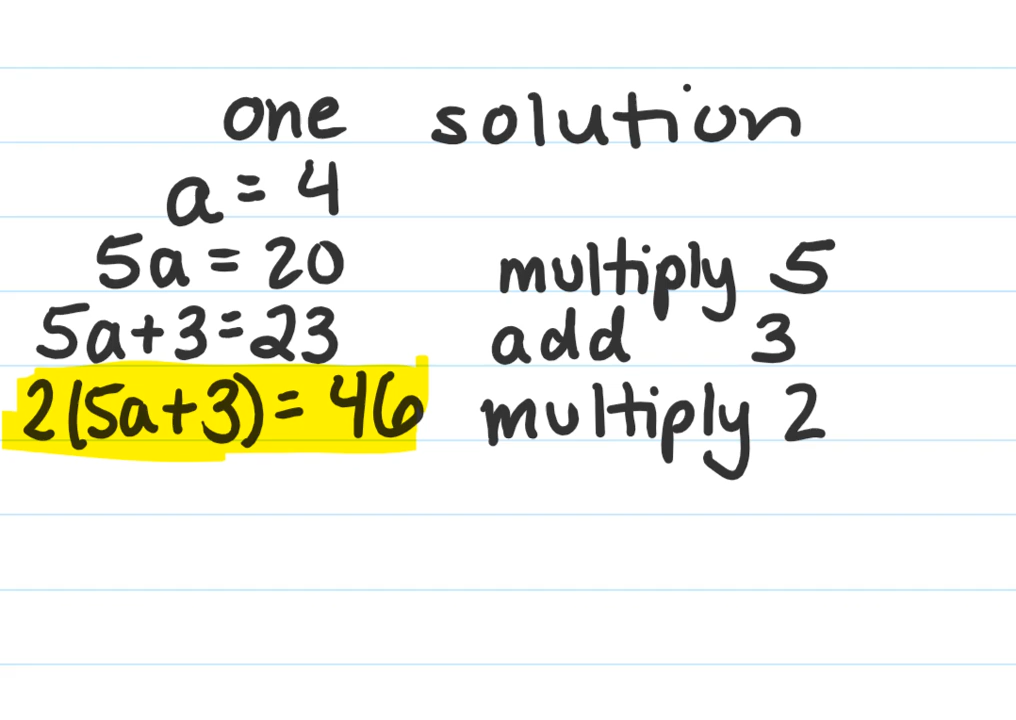 one solution
a = 4
5a = 20 multiply 5
5a+3=23 add 3
2(5a+3)= 46 multiply 2